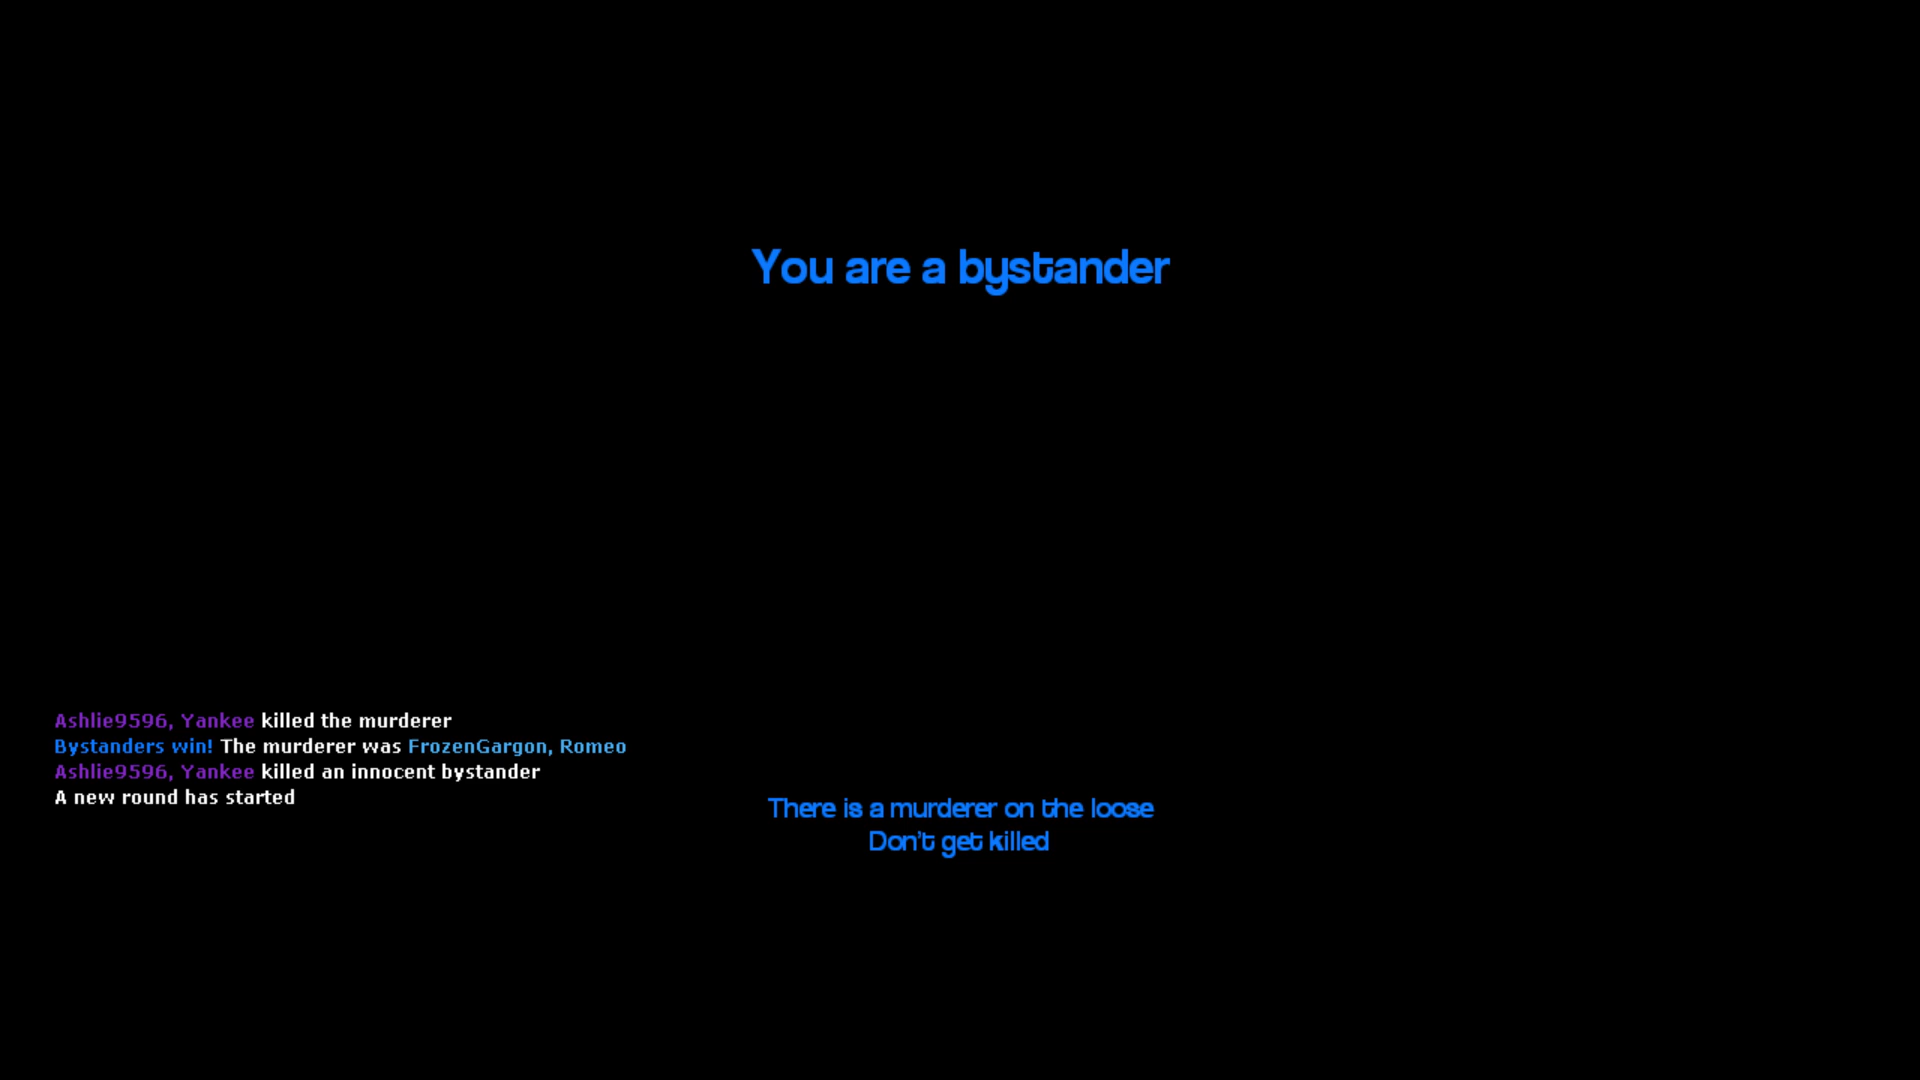 You are a bystander
Ashlie9596, Yankee killed the murderer
Bystanders win! The murderer was FrozenGargon, Romeo
Ashlie9596, Yankee killed an innocent bystander
A new round has started
There is a murderer on the loose
Don't get killed